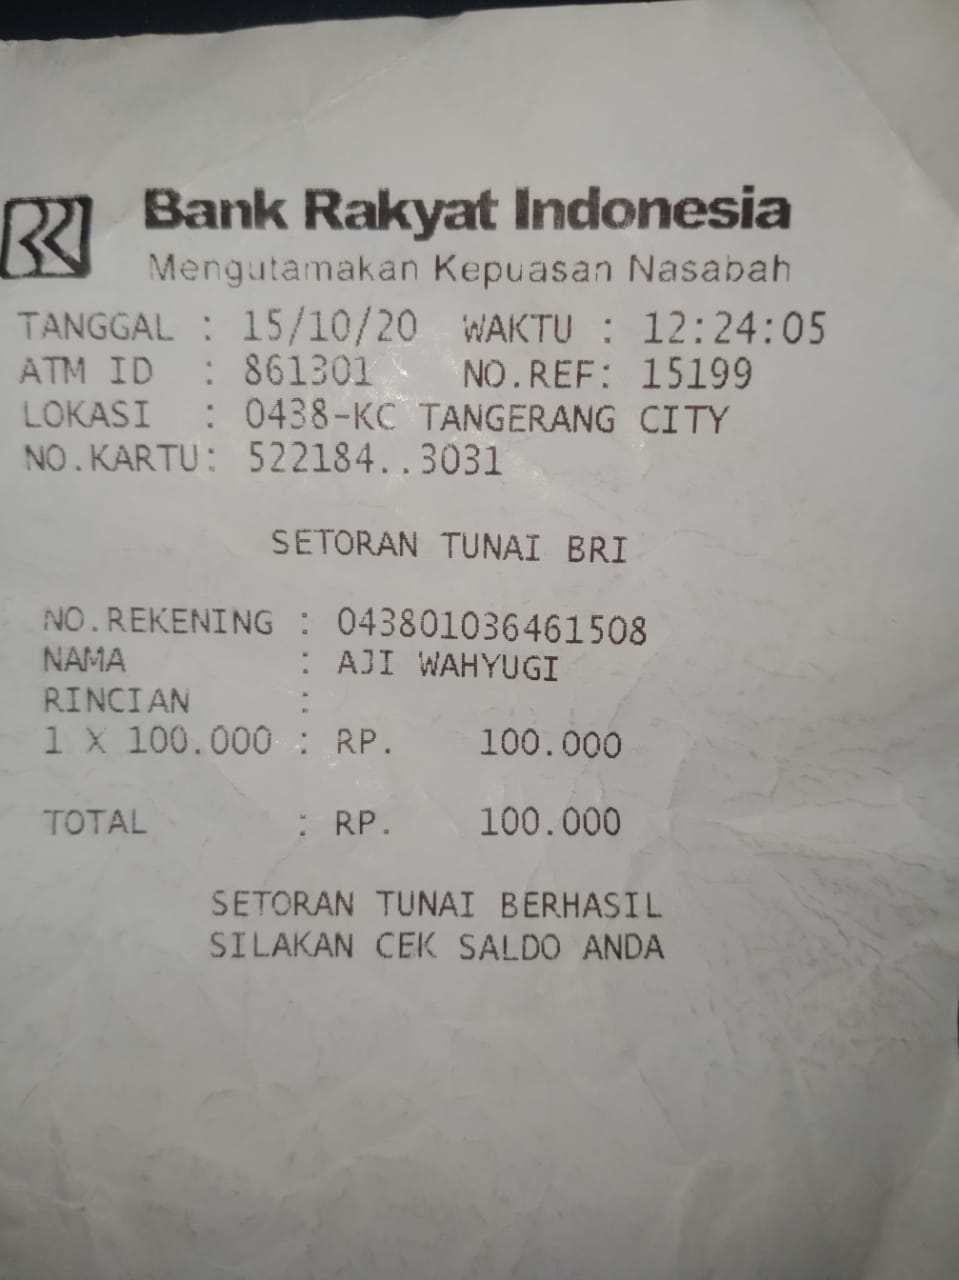 Bank Rakyat Indonesia
Mengutamakan Kepuasan Nasabah
TANGGAL : 15/10/20 WAKTU : 12:24:05
ATM ID : 861301 NO.REF: 15199
LOKASI : 0438-KC TANGERANG CITY
NO.KARTU: 522184..3031
SETORAN TUNAI BRI
NO.REKENING : 043801036461508
NAMA : AJI WAHYUGI
RINCIAN :
1 X 100.000 : RP. 100.000
TOTAL : RP. 100.000
SETORAN TUNAI BERHASIL
SILAKAN CEK SALDO ANDA